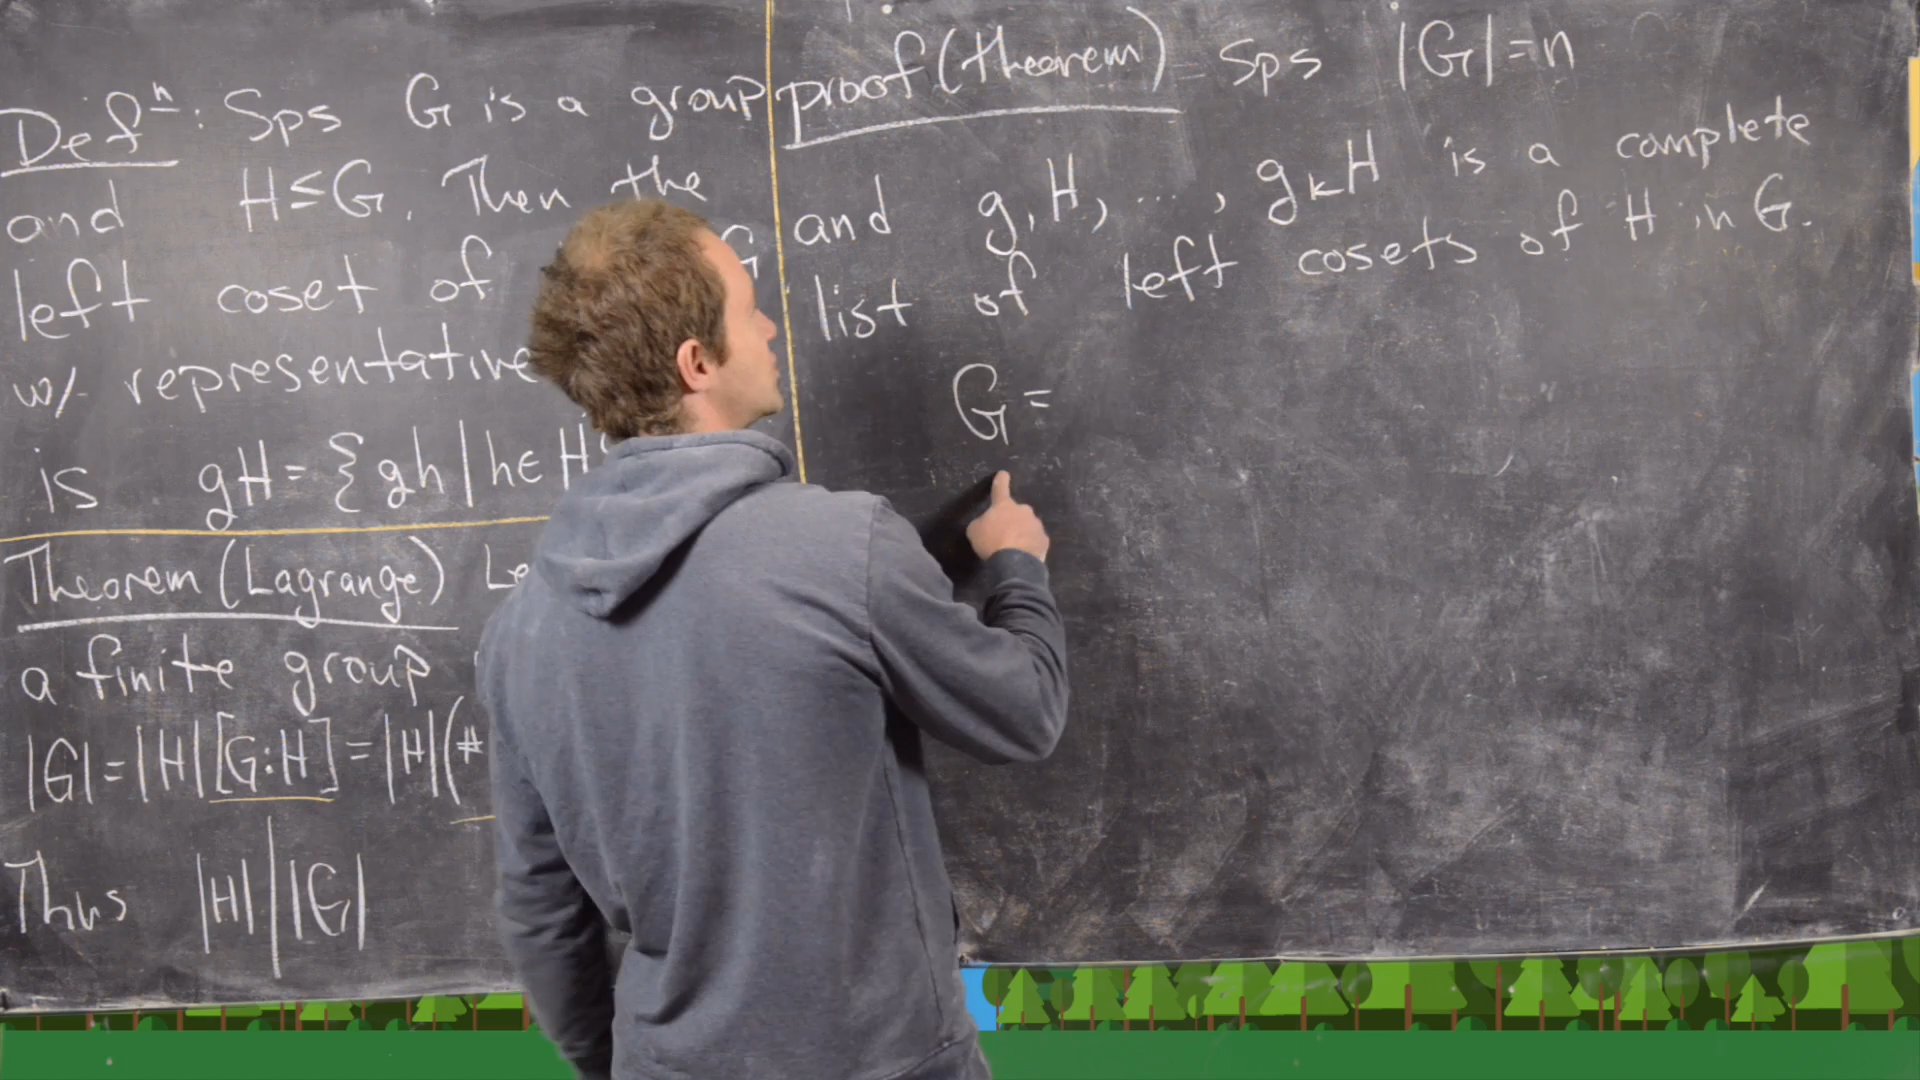 Defⁿ: Sps G is a group
and H≤G. Then the
left coset of G
w/ representative
is gH={gh|h∈H
Theorem (Lagrange)
a finite group
|G|=|H|[G:H]=|H|(#
Thus |H| | |G|
proof (theorem) Sps |G|=n
and g₁H, ..., gₖH is a complete
list of left cosets of H in G.
G=